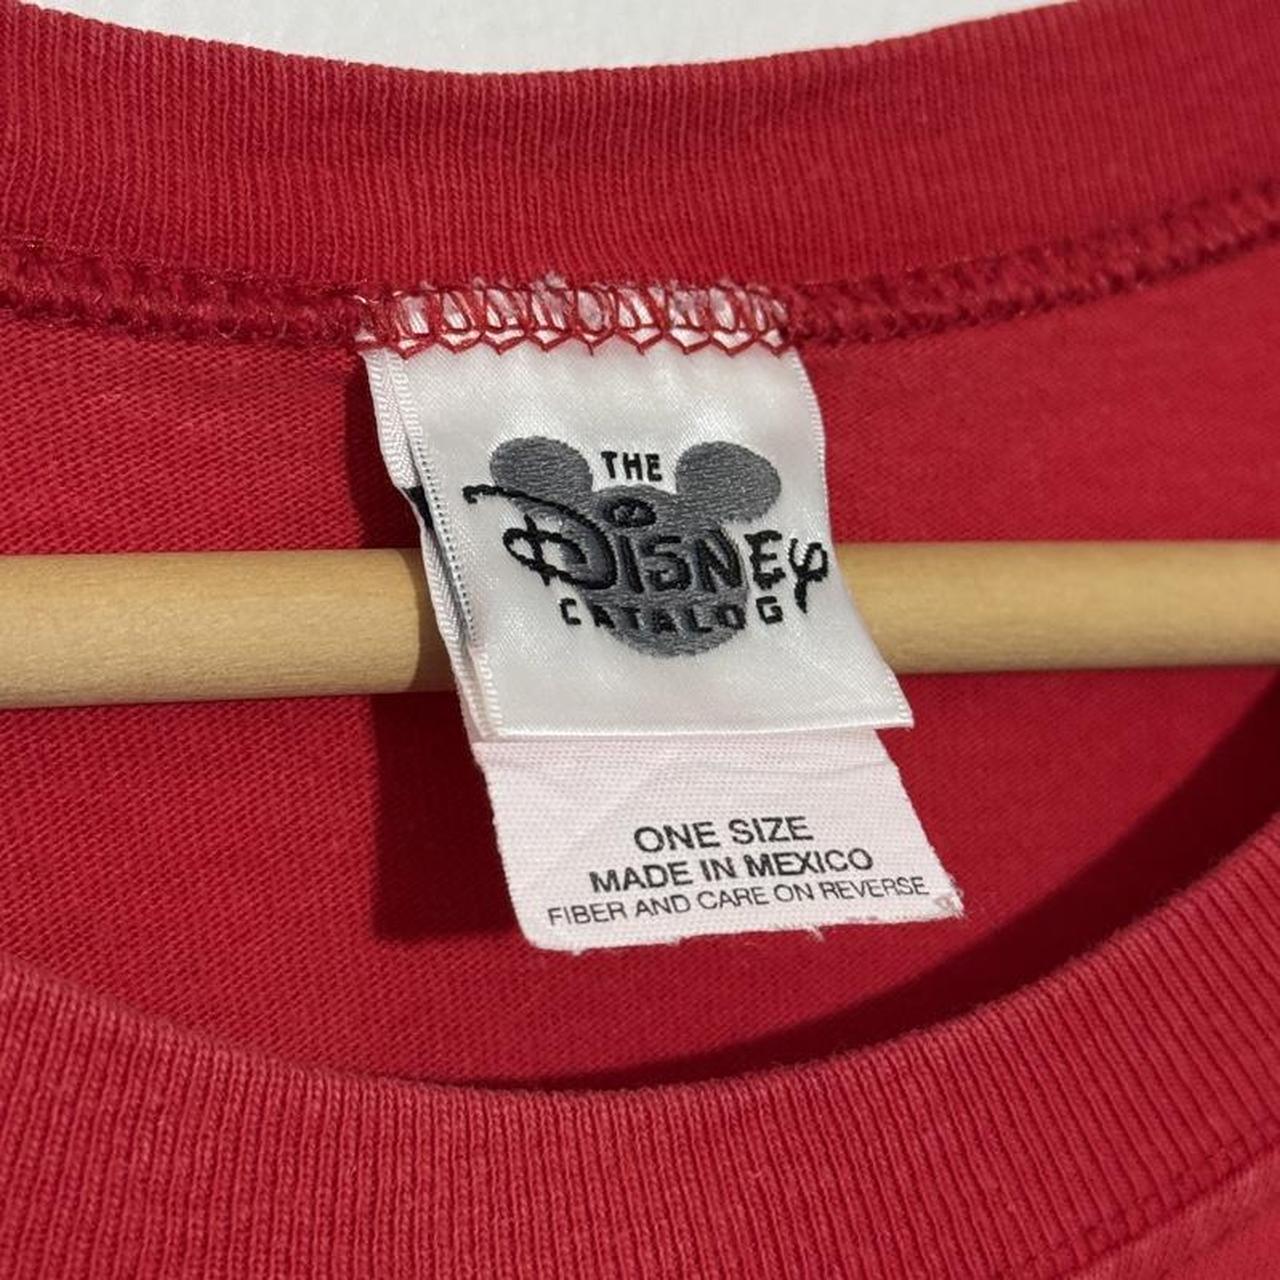 THE
Disney
CATALOG
ONE SIZE
MADE IN MEXICO
FIBER AND CARE ON REVERSE